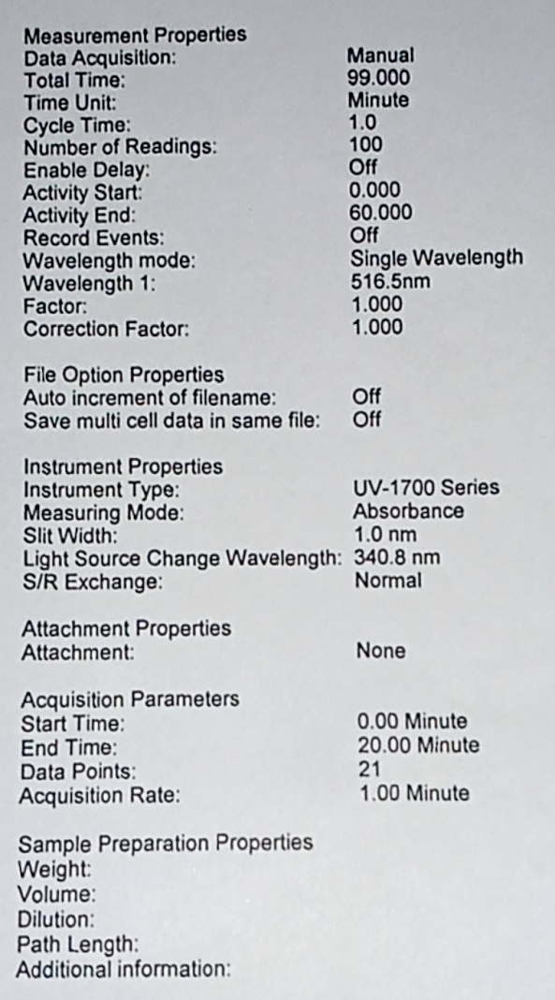 Measurement Properties
Data Acquisition: Manual
Total Time: 99.000
Time Unit: Minute
Cycle Time: 1.0
Number of Readings: 100
Enable Delay: Off
Activity Start: 0.000
Activity End: 60.000
Record Events: Off
Wavelength mode: Single Wavelength
Wavelength 1: 516.5nm
Factor: 1.000
Correction Factor: 1.000
File Option Properties
Auto increment of filename: Off
Save multi cell data in same file: Off
Instrument Properties
Instrument Type: UV-1700 Series
Measuring Mode: Absorbance
Slit Width: 1.0 nm
Light Source Change Wavelength: 340.8 nm
S/R Exchange: Normal
Attachment Properties
Attachment: None
Acquisition Parameters
Start Time: 0.00 Minute
End Time: 20.00 Minute
Data Points: 21
Acquisition Rate: 1.00 Minute
Sample Preparation Properties
Weight:
Volume:
Dilution:
Path Length:
Additional information: